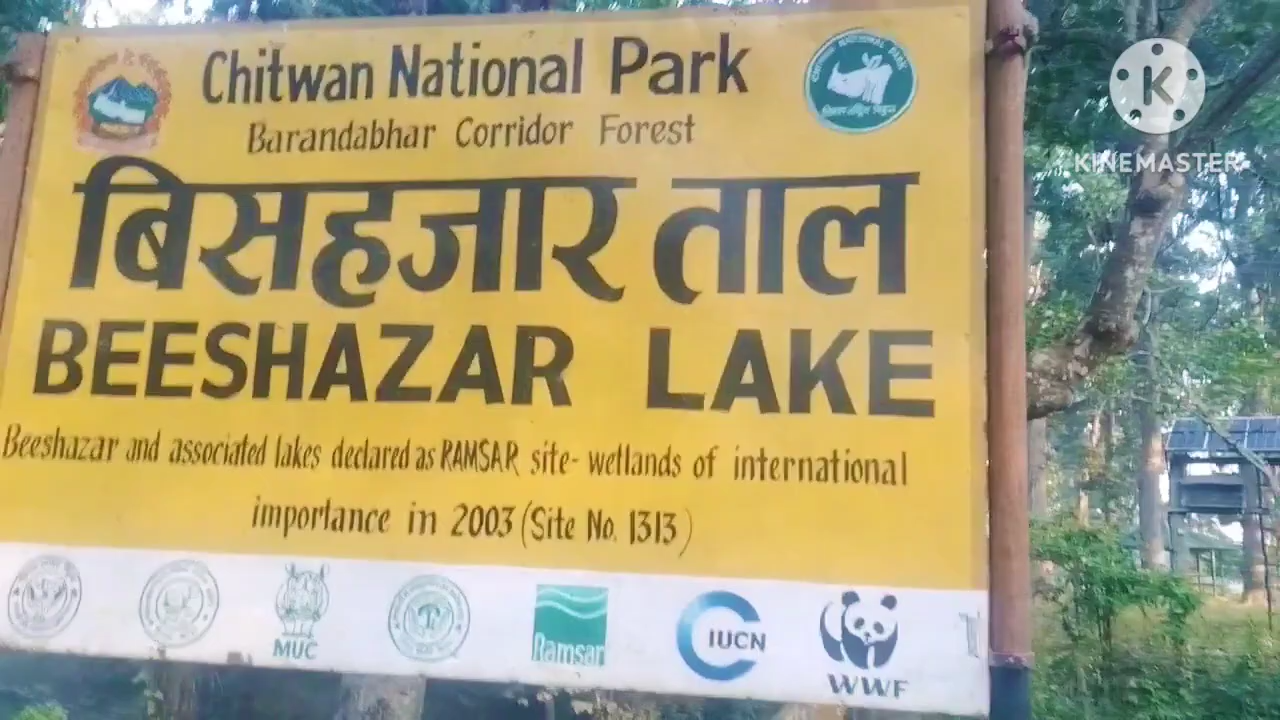 Chitwan National Park
Barandabhar Corridor Forest
बिसहजार ताल
BEESHAZAR LAKE
Beeshazar and associated lakes declared as RAMSAR site- wetlands of international
importance in 2003 (Site No. 1313)
MUC
Ramsar
IUCN
WWF
K
KINEMASTER